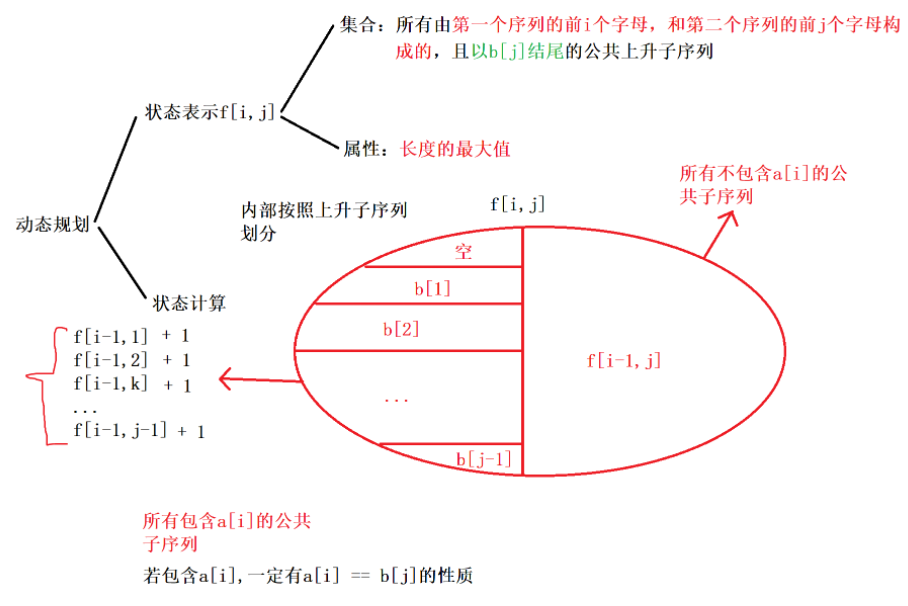 集合：所有由第一个序列的前i个字母，和第二个序列的前j个字母构
成的，且以b[j]结尾的公共上升子序列
状态表示f[i,j]
属性：长度的最大值
所有不包含a[i]的公
共子序列
动态规划
内部按照上升子序列
划分
f[i,j]
空
b[1]
b[2]
...
b[j-1]
f[i-1,j]
状态计算
f[i-1,1] + 1
f[i-1,2] + 1
f[i-1,k] + 1
...
f[i-1,j-1] + 1
所有包含a[i]的公共
子序列
若包含a[i],一定有a[i] == b[j]的性质